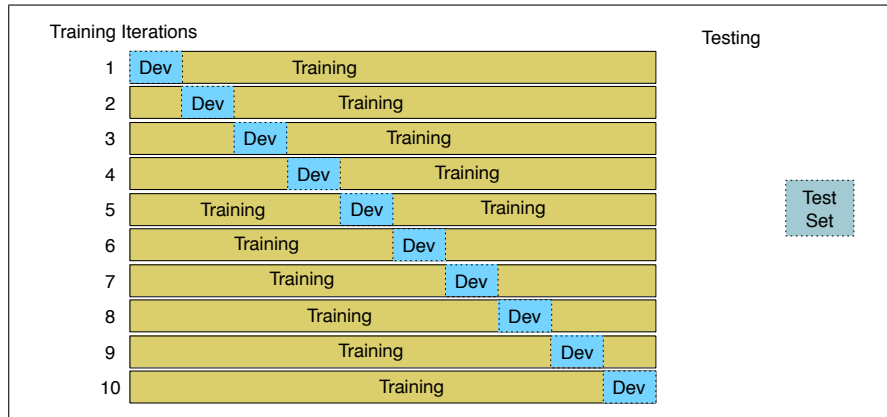 Training Iterations
Testing
1 Dev Training
2 Dev Training
3 Dev Training
4 Dev Training
5 Training Dev Training
6 Training Dev
7 Training Dev
8 Training Dev
9 Training Dev
10 Training Dev
Test
Set